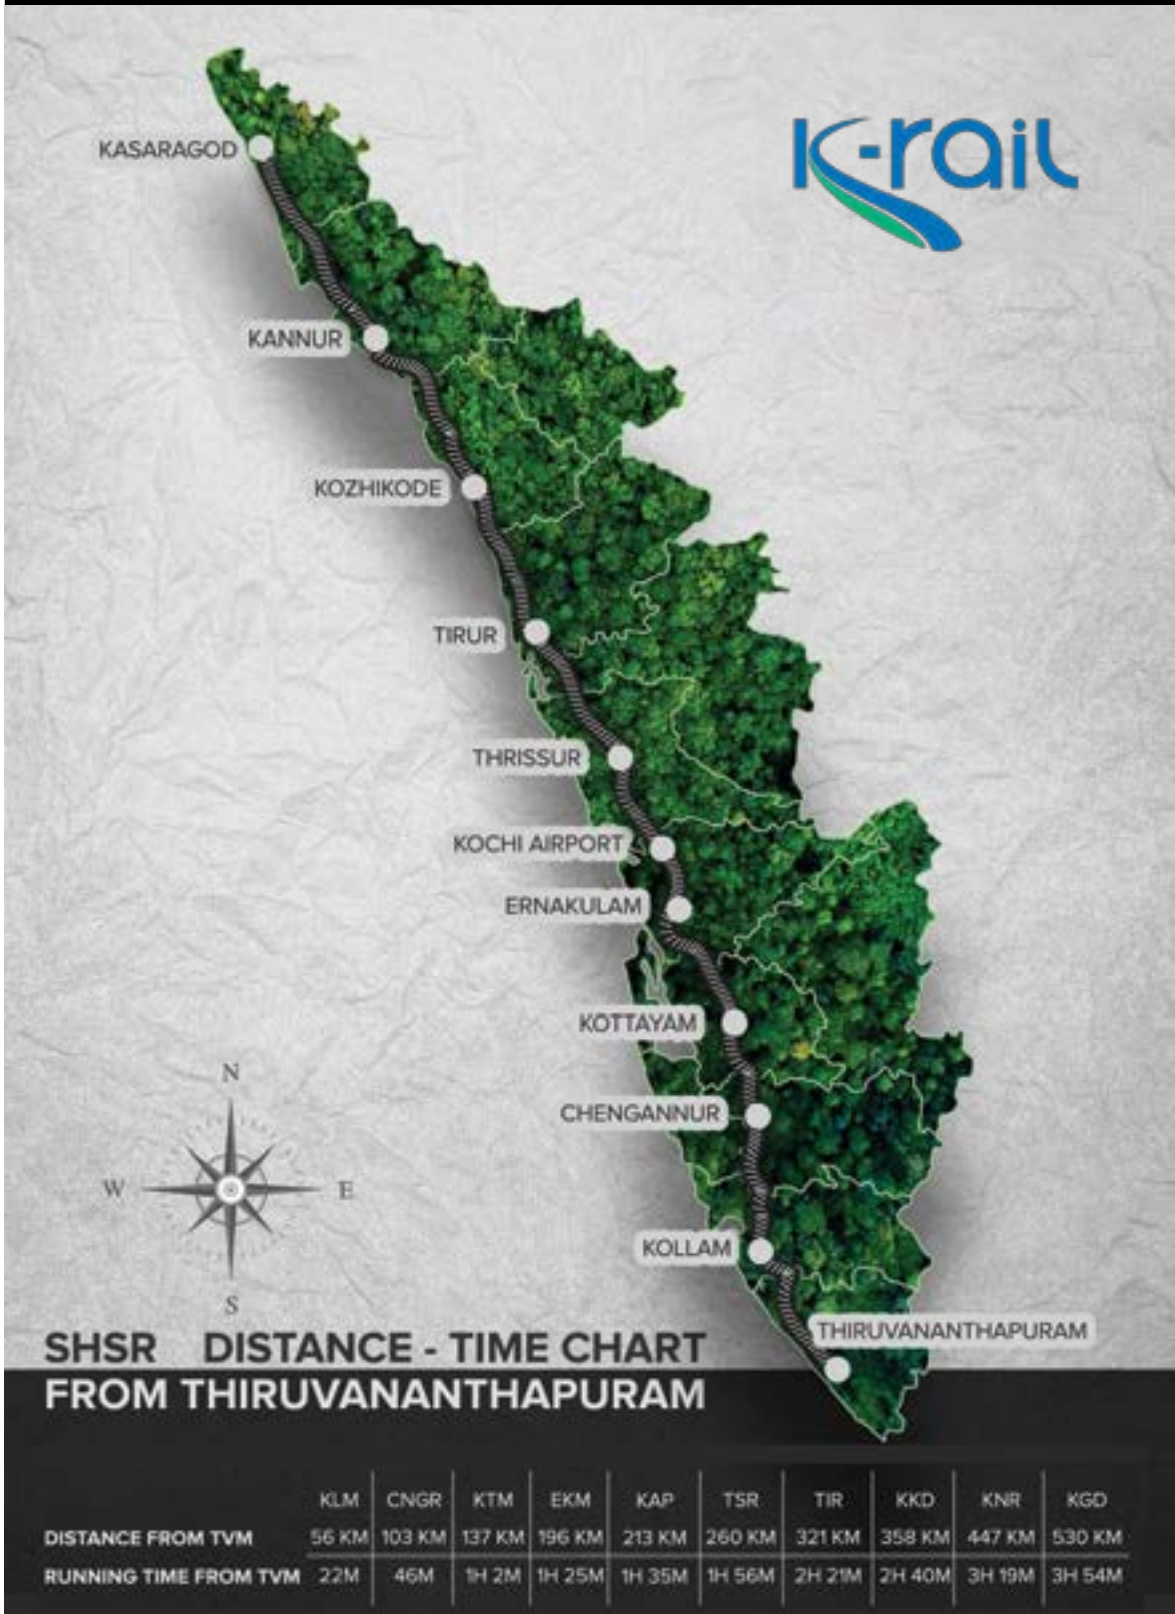 K-rail
KASARAGOD
KANNUR
KOZHIKODE
TIRUR
THRISSUR
KOCHI AIRPORT
ERNAKULAM
KOTTAYAM
CHENGANNUR
KOLLAM
THIRUVANANTHAPURAM
N
W E
S
SHSR DISTANCE - TIME CHART
FROM THIRUVANANTHAPURAM
KLM CNGR KTM EKM KAP TSR TIR KKD KNR KGD
DISTANCE FROM TVM 56 KM 103 KM 137 KM 196 KM 213 KM 260 KM 321 KM 358 KM 447 KM 530 KM
RUNNING TIME FROM TVM 22M 46M 1H 2M 1H 25M 1H 35M 1H 56M 2H 21M 2H 40M 3H 19M 3H 54M